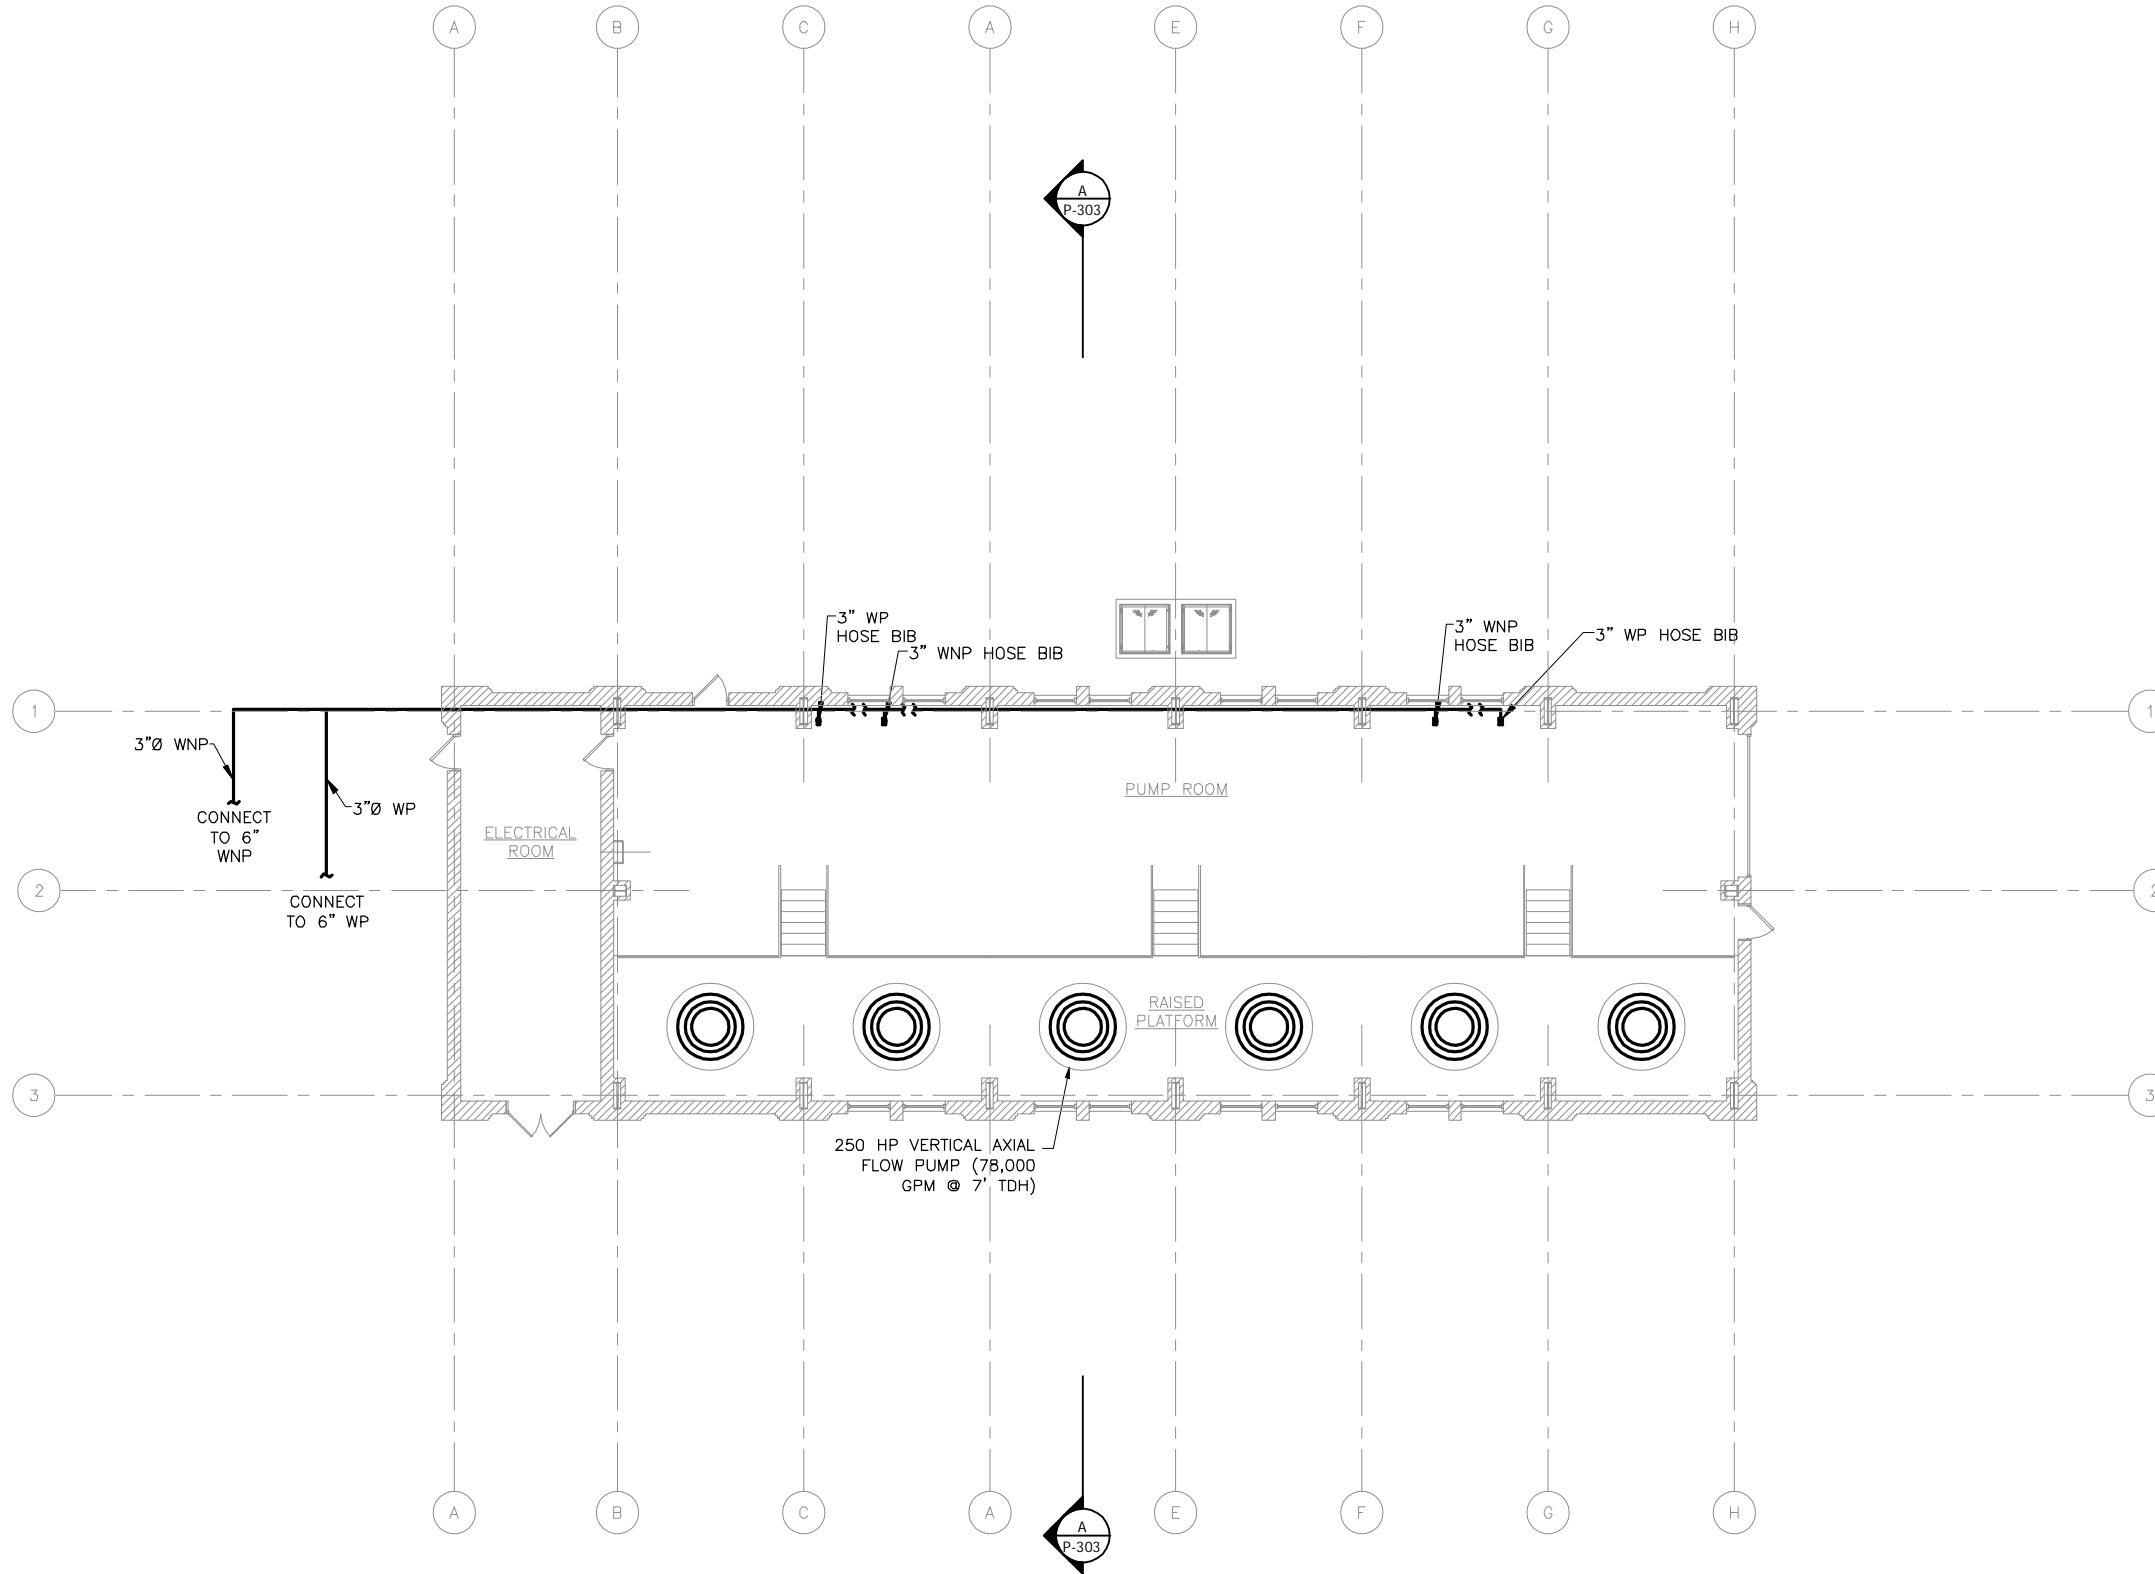 A
B
C
A
E
F
G
H
A
P-303
3" WP
HOSE BIB
3" WNP HOSE BIB
3" WNP
HOSE BIB
3" WP HOSE BIB
1
1
3"Ø WNP
3"Ø WP
CONNECT
TO 6"
WNP
PUMP ROOM
ELECTRICAL
ROOM
2
2
CONNECT
TO 6" WP
RAISED
PLATFORM
3
3
250 HP VERTICAL AXIAL
FLOW PUMP (78,000
GPM @ 7' TDH)
A
B
C
A
E
F
G
H
A
P-303